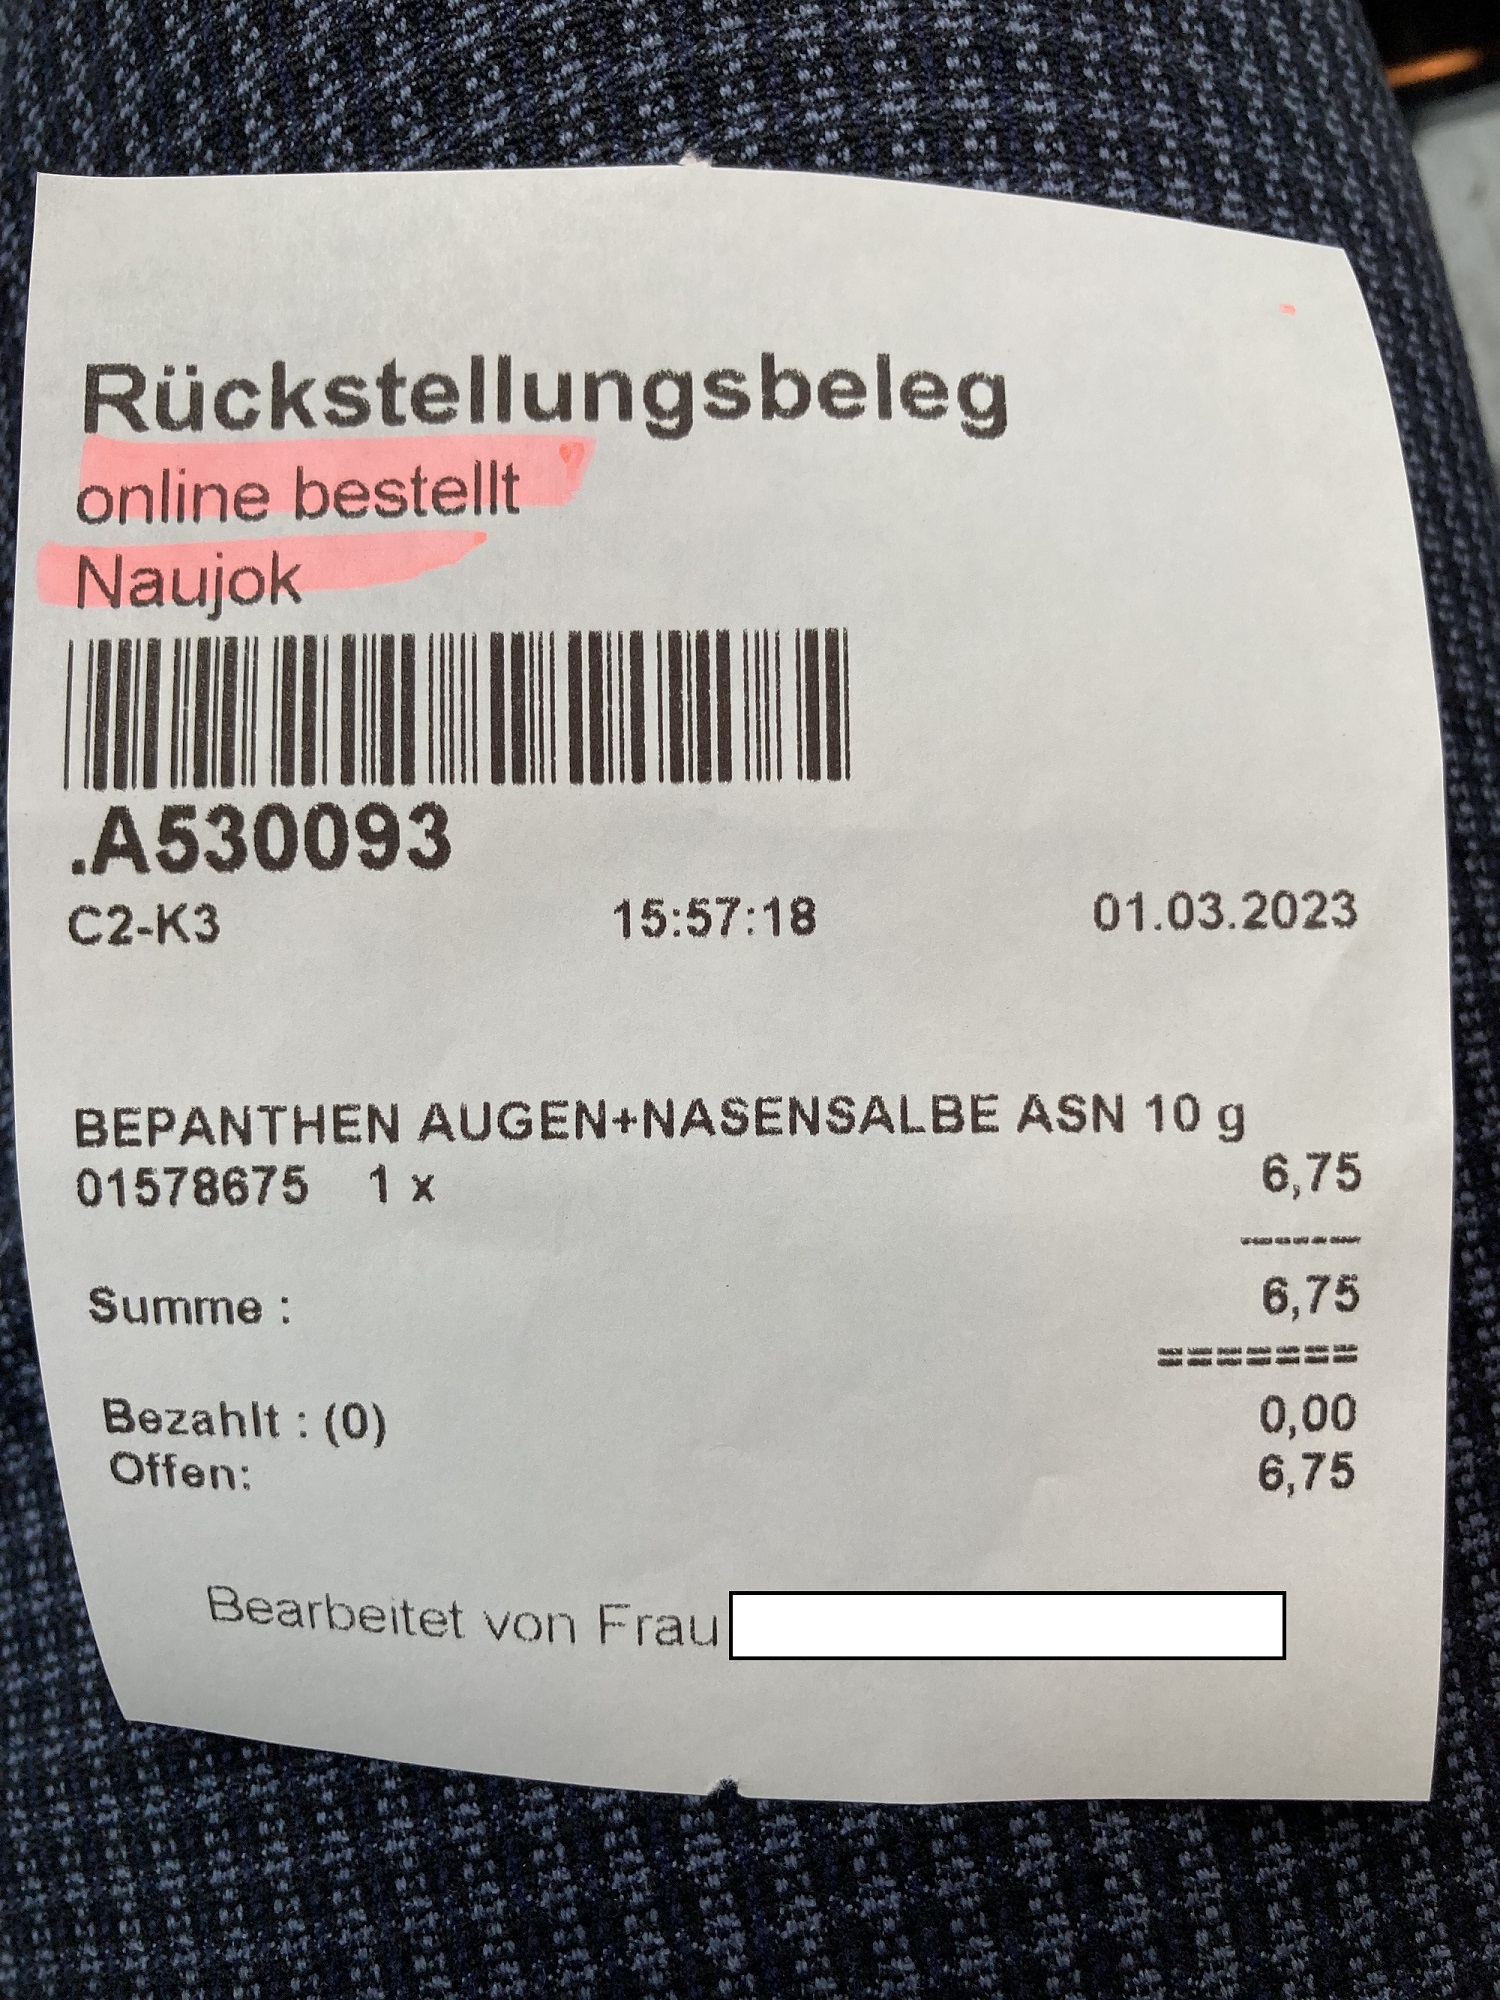 Rückstellungsbeleg
online bestellt
Naujok
.A530093
C2-K3 15:57:18 01.03.2023
BEPANTHEN AUGEN+NASENSALBE ASN 10 g
01578675 1 x 6,75
------
Summe : 6,75
=======
Bezahlt : (0) 0,00
Offen: 6,75
Bearbeitet von Frau